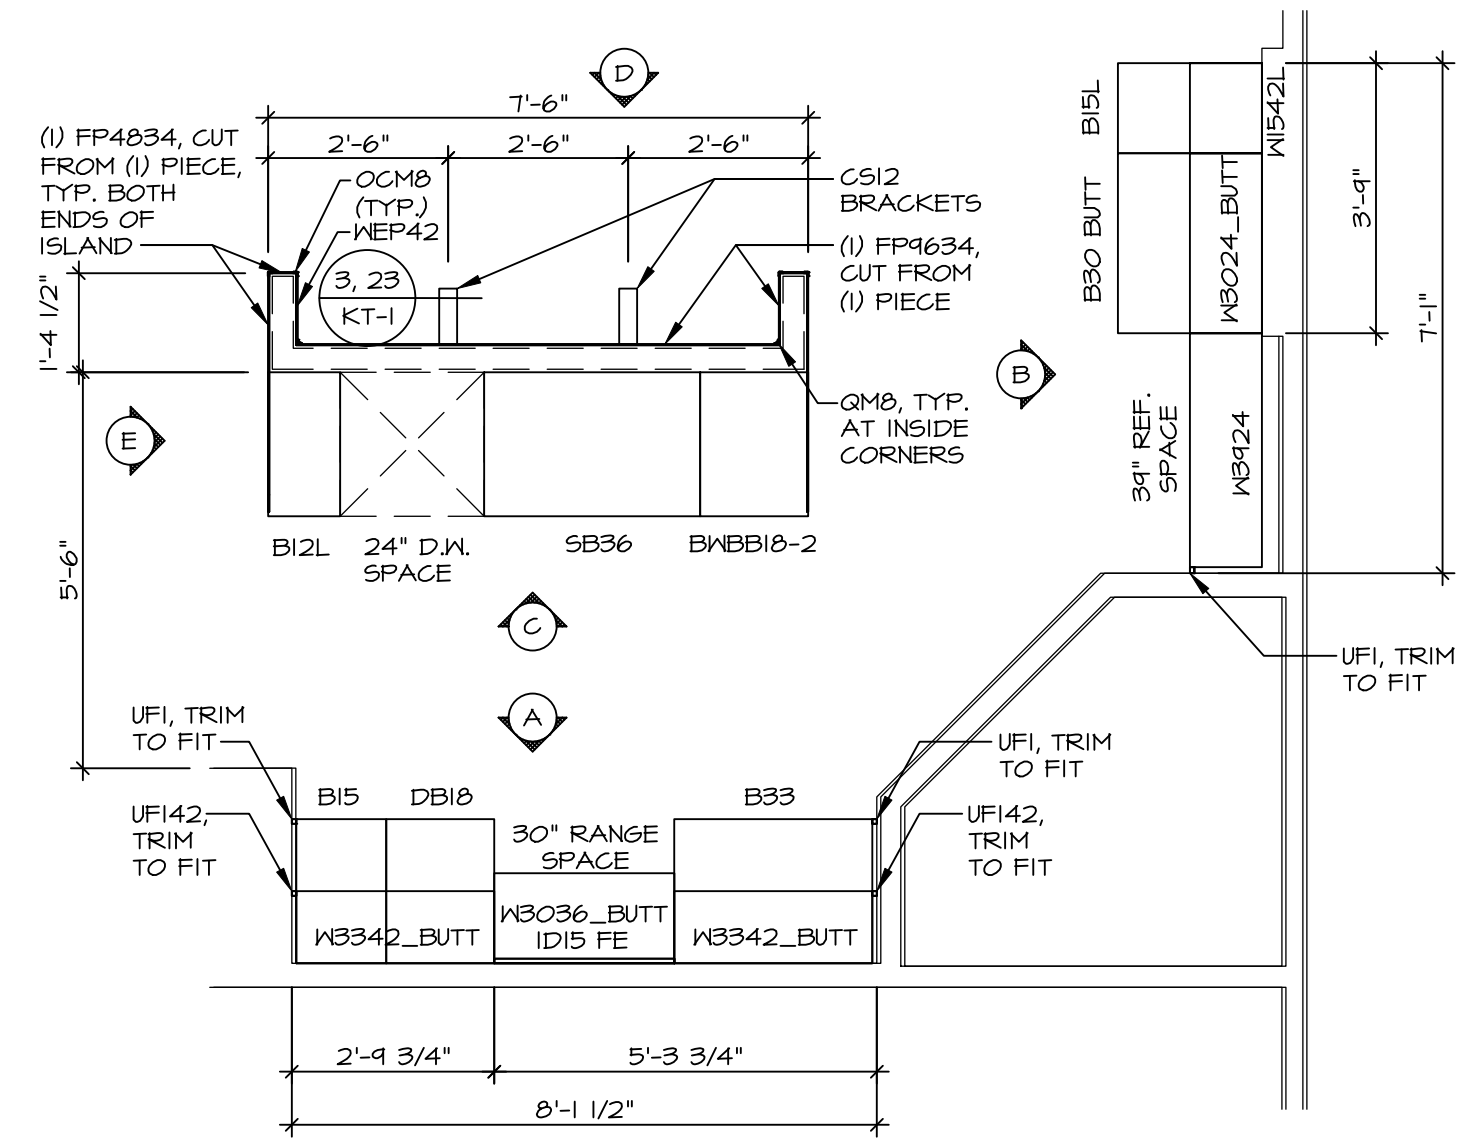 D
7'-6"
2'-6"
2'-6"
2'-6"
(1) FP4834, CUT
FROM (1) PIECE,
TYP. BOTH
ENDS OF
ISLAND
OCM8
(TYP.)
WEP42
3, 23
KT-1
CS12
BRACKETS
(1) FP9634,
CUT FROM
(1) PIECE
1'-4 1/2"
B15L
W1542L
B30 BUTT
W3024_BUTT
3'-9"
7'-1"
B
E
QM8, TYP.
AT INSIDE
CORNERS
39" REF.
SPACE
W3924
B12L
24" D.W.
SPACE
SB36
BWBB18-2
5'-6"
C
A
UF1, TRIM
TO FIT
UF1, TRIM
TO FIT
UF1, TRIM
TO FIT
UF142,
TRIM
TO FIT
B15
DB18
B33
30" RANGE
SPACE
UF142,
TRIM
TO FIT
W3342_BUTT
W3036_BUTT
1D15 FE
W3342_BUTT
2'-9 3/4"
5'-3 3/4"
8'-1 1/2"